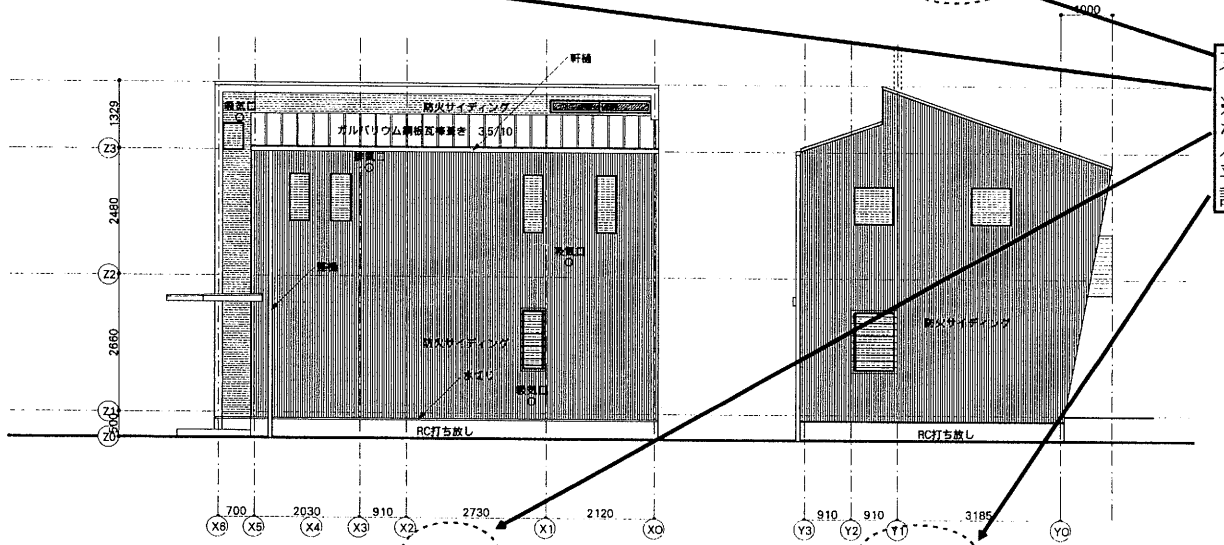 1000
軒樋
吸気口
防火サイディング
ガルバリウム鋼板瓦棒葺き 3.5/10
1329
Z3
排気口
2480
吸気口
Z2
竪樋
防火サイディング
2660
防火サイディング
水切り
吸気口
Z1
500
Z0
RC打ち放し
RC打ち放し
700
2030
910
2730
2120
910
910
3185
X6
X5
X4
X3
X2
X1
X0
Y3
Y2
Y1
Y0